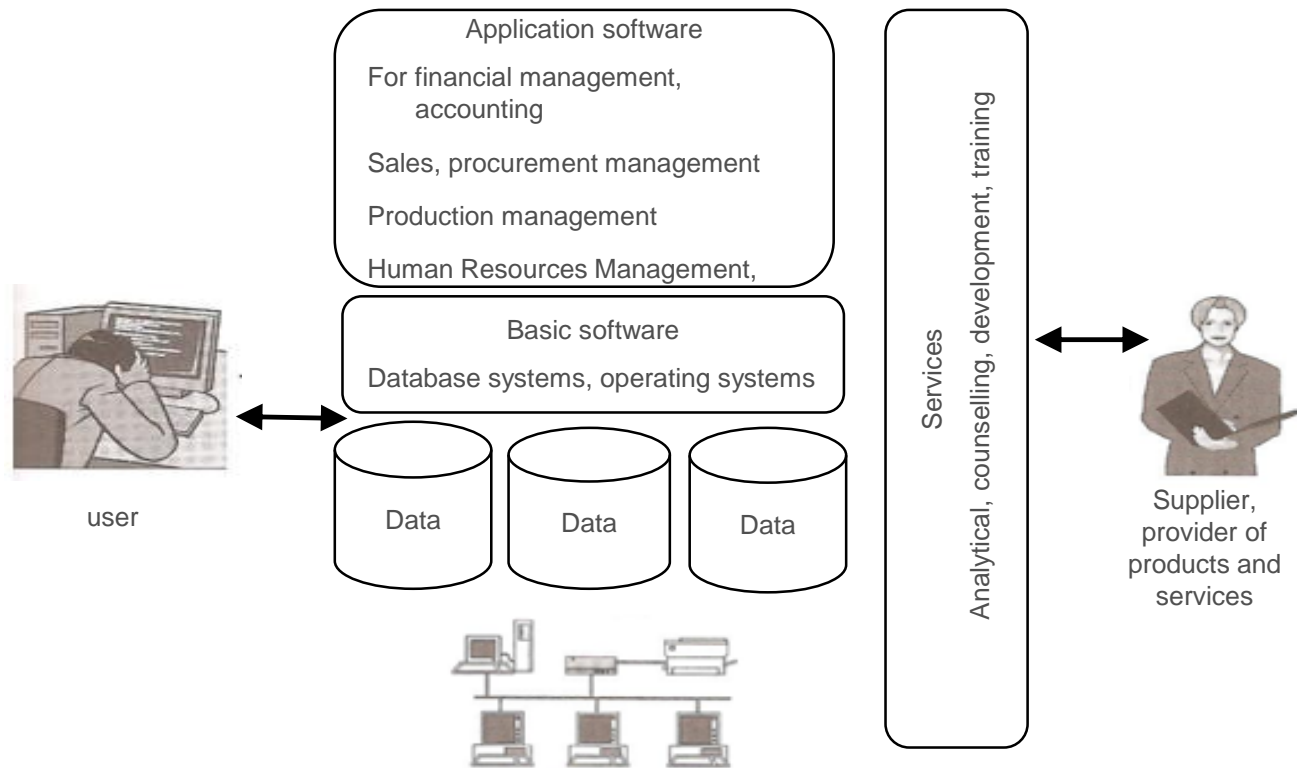 Application software
For financial management,
accounting
Sales, procurement management
Production management
Human Resources Management,
Basic software
Database systems, operating systems
Data
Data
Data
user
Services
Analytical, counselling, development, training
Supplier,
provider of
products and
services